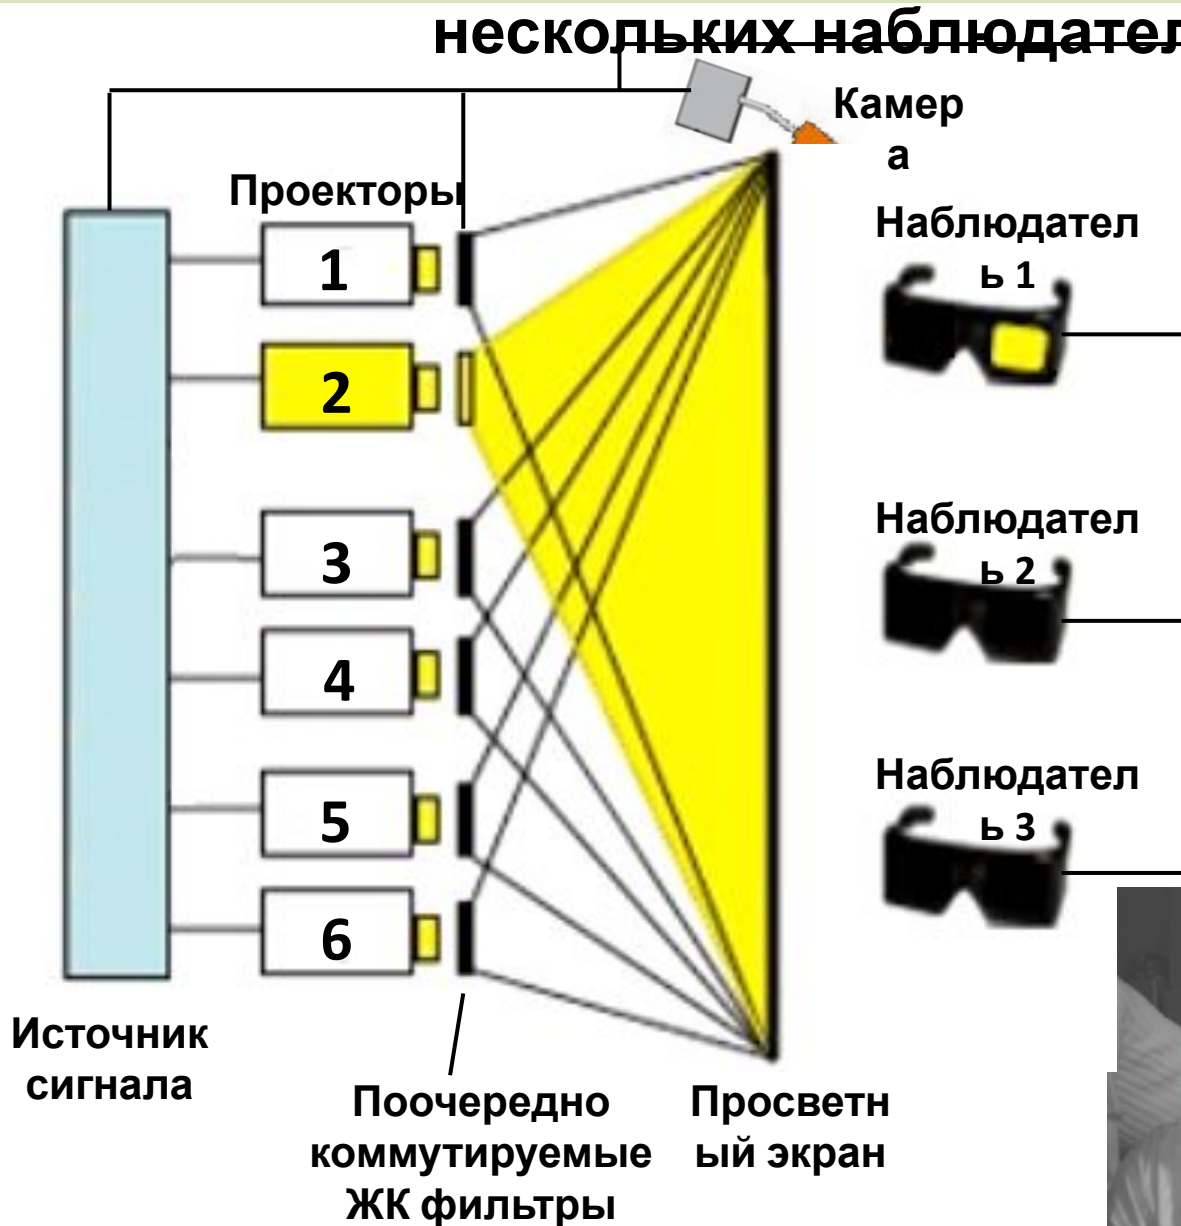 нескольких наблюдател
Камер
а
Проекторы
Наблюдател
ь 1
1
2
Наблюдател
ь 2
3
4
Наблюдател
ь 3
5
6
Источник
сигнала
Поочередно
коммутируемые
ЖК фильтры
Просветн
ый экран